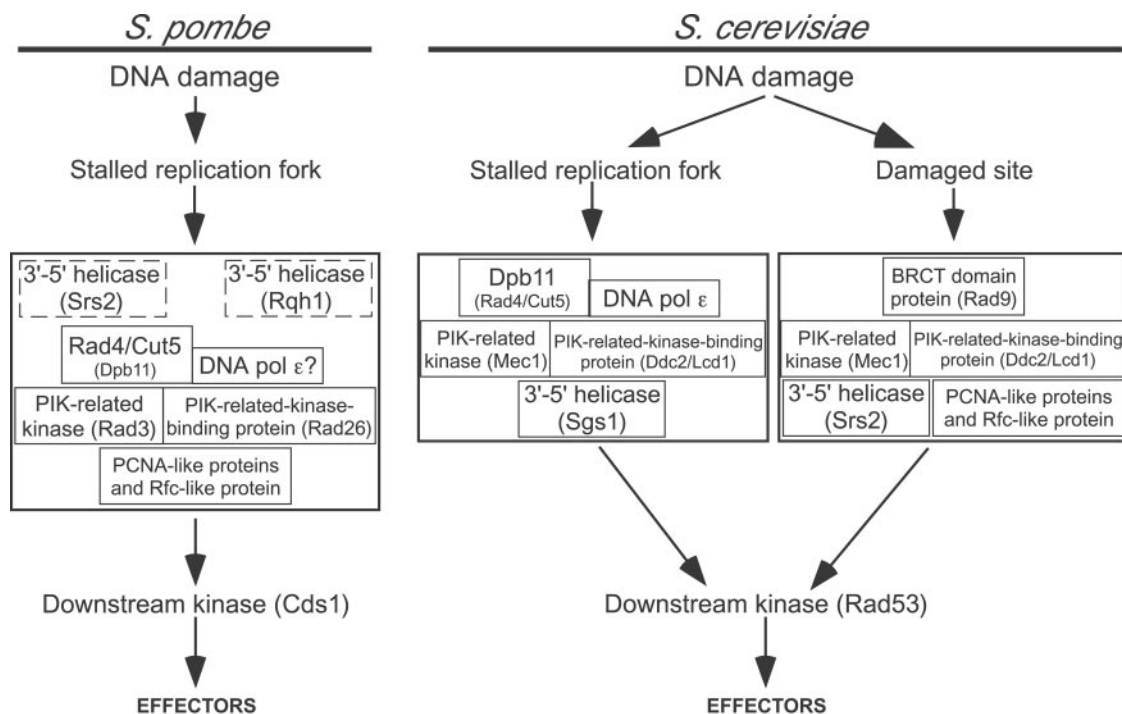 S. pombe
DNA damage
Stalled replication fork
3'-5' helicase
(Srs2)
3'-5' helicase
(Rqh1)
Rad4/Cut5
(Dpb11)
DNA pol ε?
PIK-related
kinase (Rad3)
PIK-related-kinase-
binding protein (Rad26)
PCNA-like proteins
and Rfc-like protein
Downstream kinase (Cds1)
EFFECTORS
S. cerevisiae
DNA damage
Stalled replication fork
Dpb11
(Rad4/Cut5)
DNA pol ε
PIK-related
kinase (Mec1)
PIK-related-kinase-binding
protein (Ddc2/Lcd1)
3'-5' helicase
(Sgs1)
Damaged site
BRCT domain
protein (Rad9)
PIK-related
kinase (Mec1)
PIK-related-kinase-binding
protein (Ddc2/Lcd1)
3'-5' helicase
(Srs2)
PCNA-like proteins
and Rfc-like protein
Downstream kinase (Rad53)
EFFECTORS